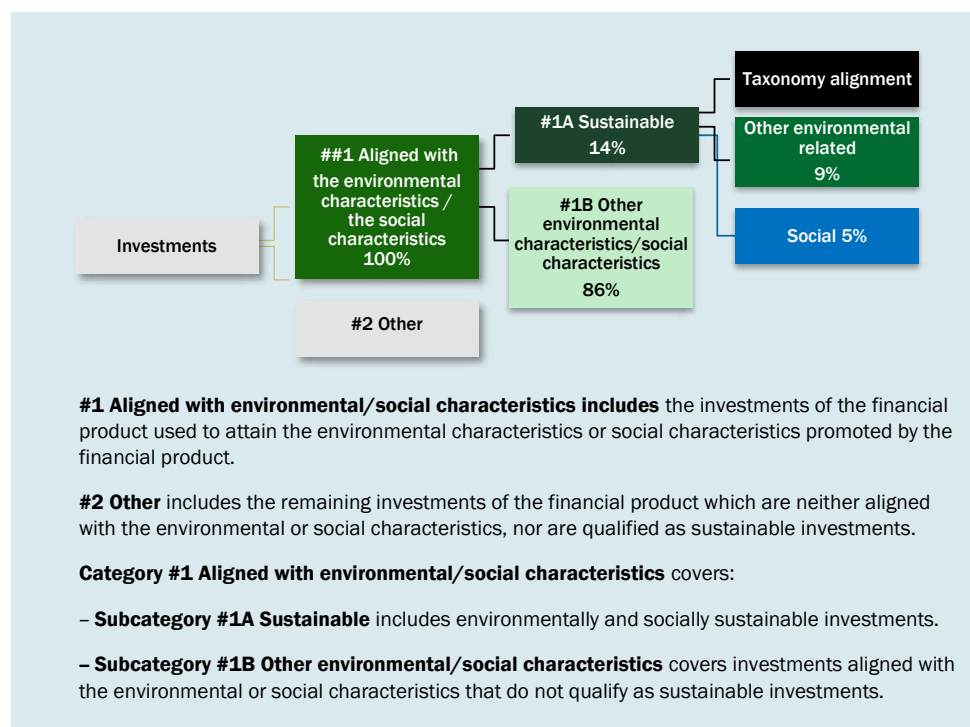 Taxonomy alignment
#1A Sustainable
14%
Other environmental
related
9%
##1 Aligned with
the environmental
characteristics /
the social
characteristics
100%
#1B Other
environmental
characteristics/social
characteristics
86%
Social 5%
Investments
#2 Other
#1 Aligned with environmental/social characteristics includes the investments of the financial
product used to attain the environmental characteristics or social characteristics promoted by the
financial product.
#2 Other includes the remaining investments of the financial product which are neither aligned
with the environmental or social characteristics, nor are qualified as sustainable investments.
Category #1 Aligned with environmental/social characteristics covers:
– Subcategory #1A Sustainable includes environmentally and socially sustainable investments.
– Subcategory #1B Other environmental/social characteristics covers investments aligned with
the environmental or social characteristics that do not qualify as sustainable investments.